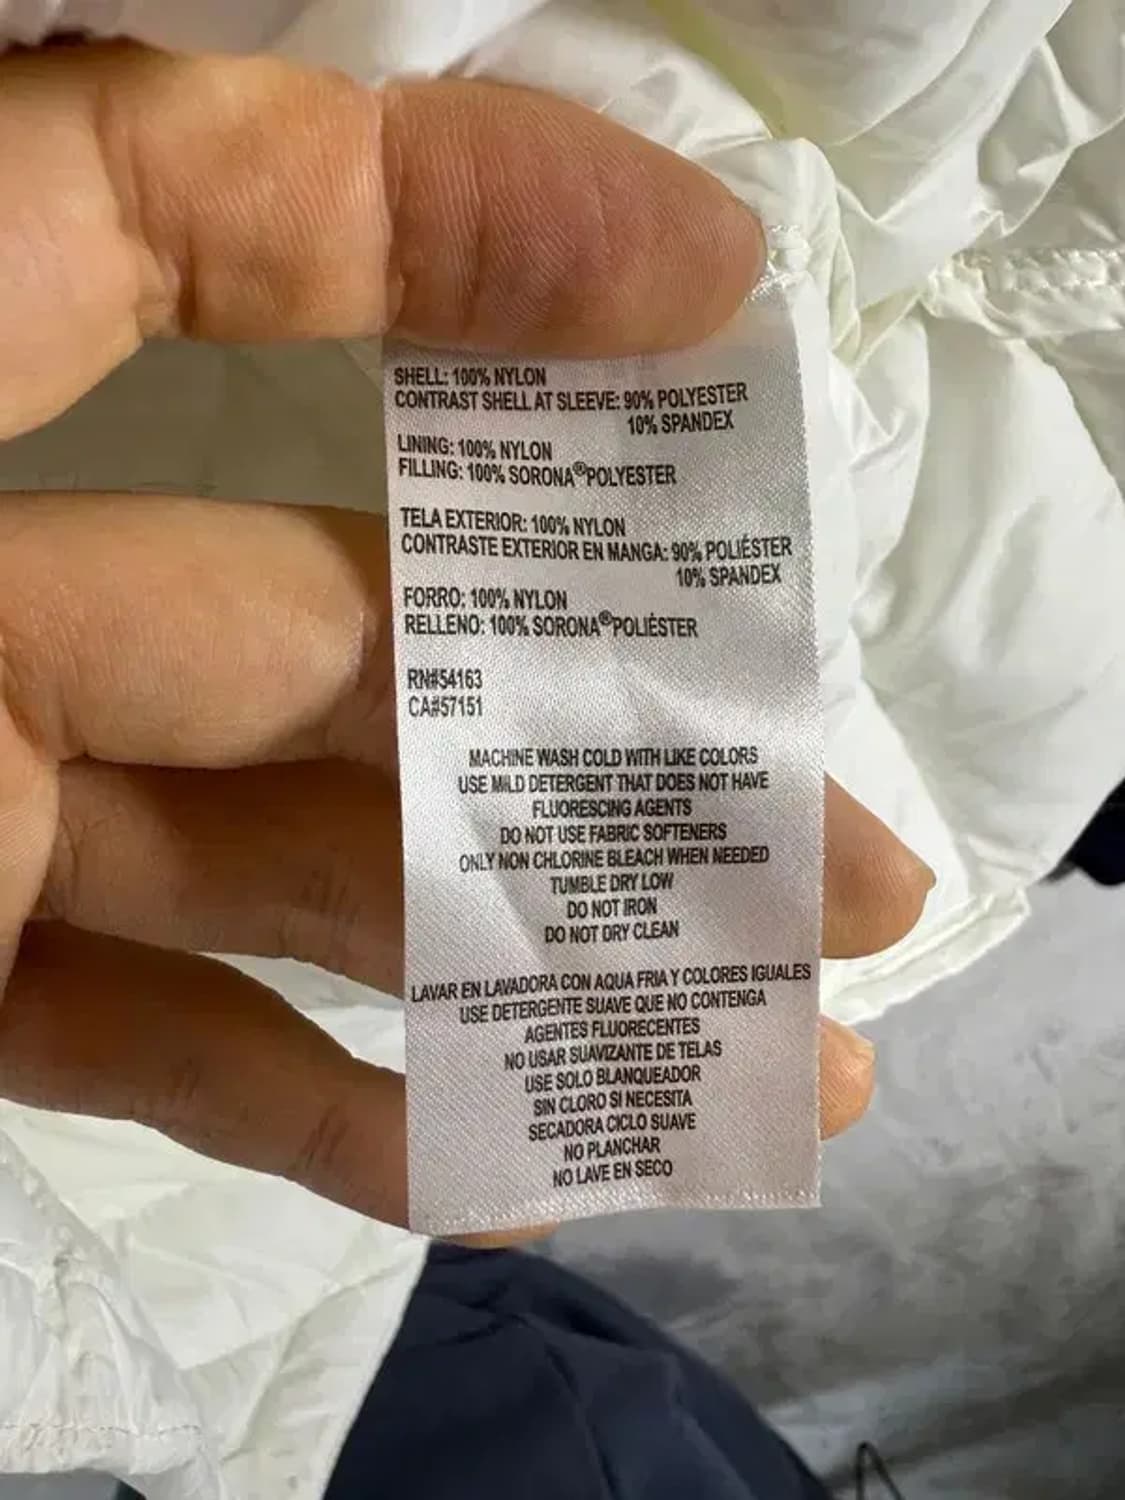 SHELL: 100% NYLON
CONTRAST SHELL AT SLEEVE: 90% POLYESTER
10% SPANDEX
LINING: 100% NYLON
FILLING: 100% SORONA®POLYESTER
TELA EXTERIOR: 100% NYLON
CONTRASTE EXTERIOR EN MANGA: 90% POLIÉSTER
10% SPANDEX
FORRO: 100% NYLON
RELLENO: 100% SORONA®POLIÉSTER
RN#54163
CA#57151
MACHINE WASH COLD WITH LIKE COLORS
USE MILD DETERGENT THAT DOES NOT HAVE
FLUORESCING AGENTS
DO NOT USE FABRIC SOFTENERS
ONLY NON CHLORINE BLEACH WHEN NEEDED
TUMBLE DRY LOW
DO NOT IRON
DO NOT DRY CLEAN
LAVAR EN LAVADORA CON AQUA FRIA Y COLORES IGUALES
USE DETERGENTE SUAVE QUE NO CONTENGA
AGENTES FLUORECENTES
NO USAR SUAVIZANTE DE TELAS
USE SOLO BLANQUEADOR
SIN CLORO SI NECESITA
SECADORA CICLO SUAVE
NO PLANCHAR
NO LAVE EN SECO